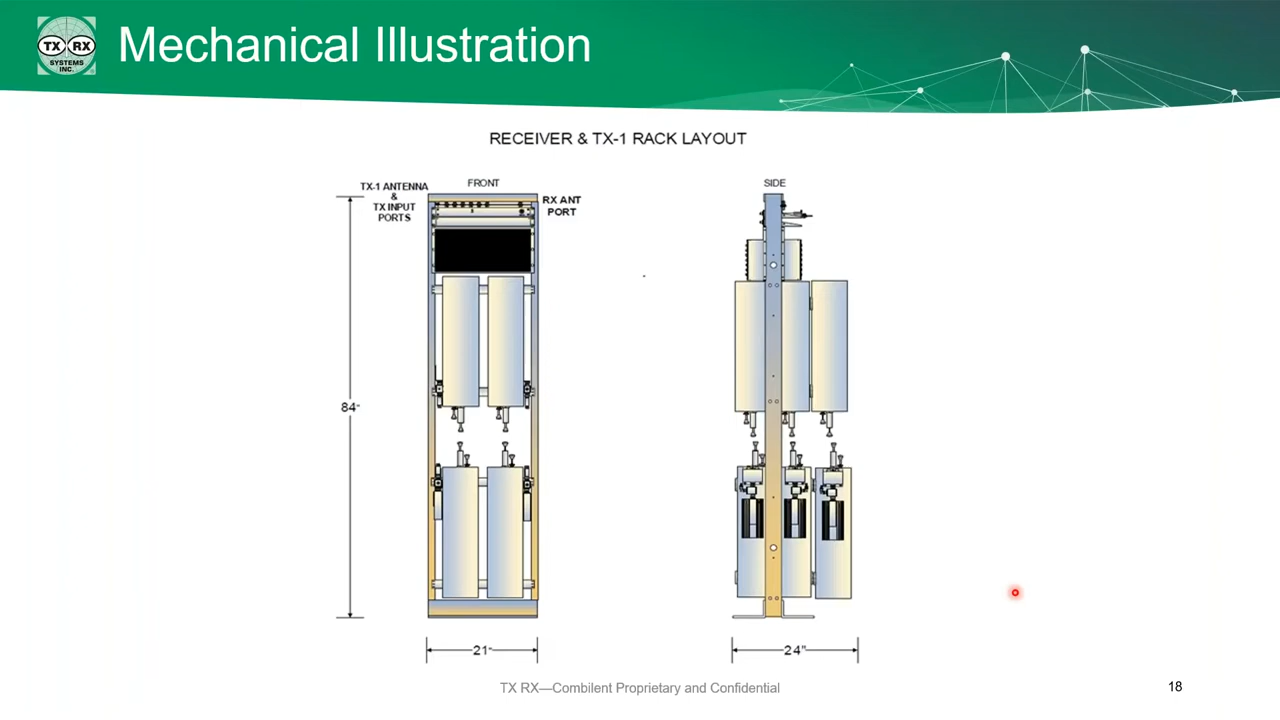 TX RX
SYSTEMS
INC.
Mechanical Illustration
RECEIVER & TX-1 RACK LAYOUT
TX-1 ANTENNA
&
TX INPUT
PORTS
FRONT
RX ANT
PORT
SIDE
84"
21"
24"
TX RX—Combilent Proprietary and Confidential
18